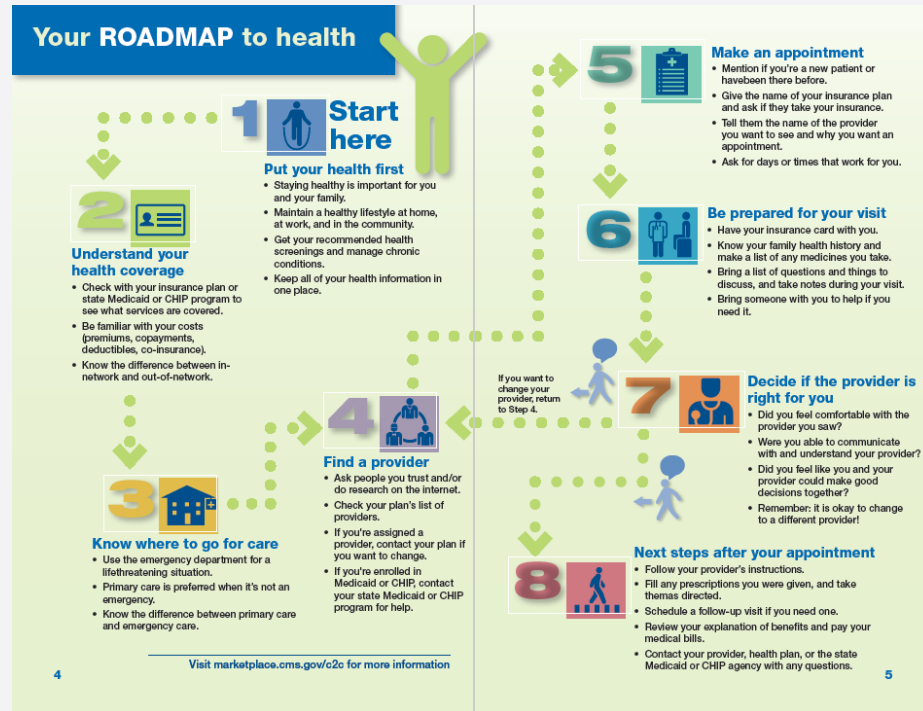 Your ROADMAP to health
1
Start
here
Put your health first
• Staying healthy is important for you
and your family.
• Maintain a healthy lifestyle at home,
at work, and in the community.
• Get your recommended health
screenings and manage chronic
conditions.
• Keep all of your health information in
one place.
2
Understand your
health coverage
• Check with your insurance plan or
state Medicaid or CHIP program to
see what services are covered.
• Be familiar with your costs
(premiums, copayments,
deductibles, co-insurance).
• Know the difference between in-
network and out-of-network.
3
Know where to go for care
• Use the emergency department for a
lifethreatening situation.
• Primary care is preferred when it's not an
emergency.
• Know the difference between primary care
and emergency care.
4
Find a provider
• Ask people you trust and/or
do research on the internet.
• Check your plan's list of
providers.
• If you're assigned a
provider, contact your plan if
you want to change.
• If you're enrolled in
Medicaid or CHIP, contact
your state Medicaid or CHIP
program for help.
Visit marketplace.cms.gov/c2c for more information
4
5
Make an appointment
• Mention if you're a new patient or
havebeen there before.
• Give the name of your insurance plan
and ask if they take your insurance.
• Tell them the name of the provider
you want to see and why you want an
appointment.
• Ask for days or times that work for you.
6
Be prepared for your visit
• Have your insurance card with you.
• Know your family health history and
make a list of any medicines you take.
• Bring a list of questions and things to
discuss, and take notes during your visit.
• Bring someone with you to help if you
need it.
If you want to
change your
provider, return
to Step 4.
7
Decide if the provider is
right for you
• Did you feel comfortable with the
provider you saw?
• Were you able to communicate
with and understand your provider?
• Did you feel like you and your
provider could make good
decisions together?
• Remember: it is okay to change
to a different provider!
8
Next steps after your appointment
• Follow your provider's instructions.
• Fill any prescriptions you were given, and take
themas directed.
• Schedule a follow-up visit if you need one.
• Review your explanation of benefits and pay your
medical bills.
• Contact your provider, health plan, or the state
Medicaid or CHIP agency with any questions.
5